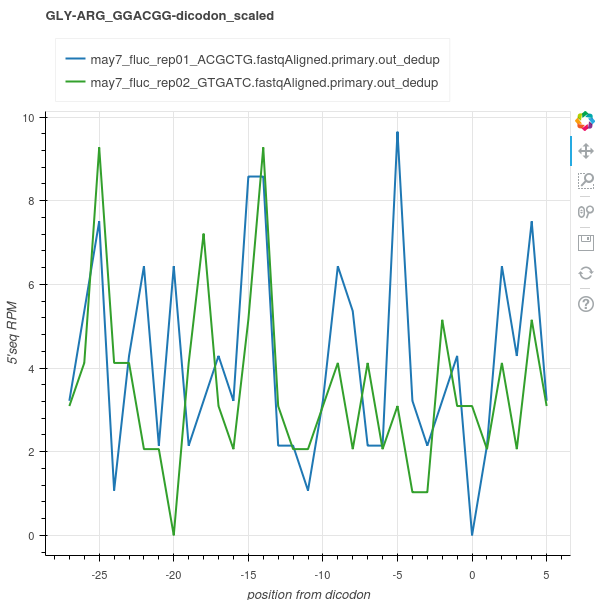 GLY-ARG_GGACGG-dicodon_scaled
may7_fluc_rep01_ACGCTG.fastqAligned.primary.out_dedup
may7_fluc_rep02_GTGATC.fastqAligned.primary.out_dedup
10
8
6
4
2
0
5'seq RPM
-25
-20
-15
-10
-5
0
5
position from dicodon